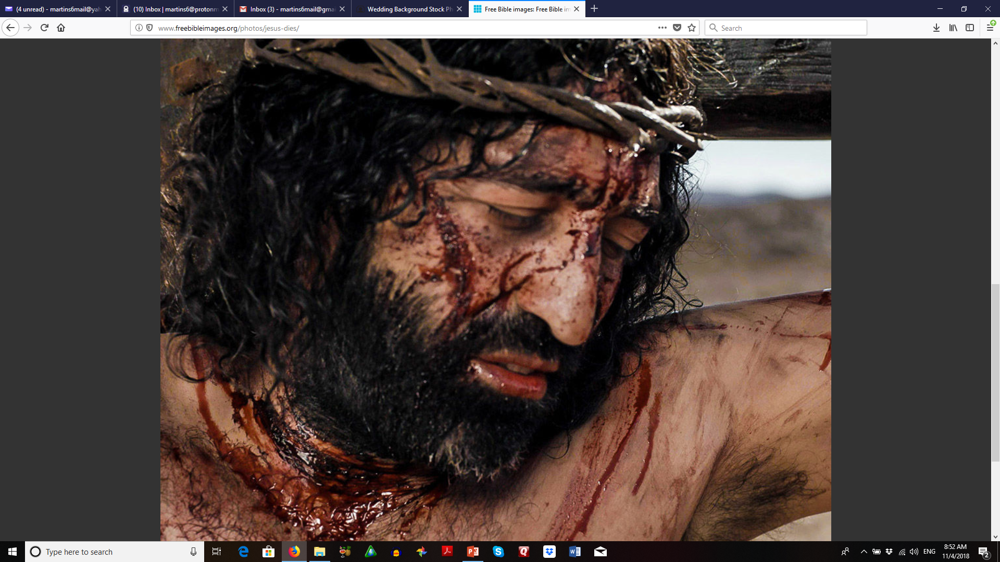 (4 unread) - martins6mail@yah
(10) Inbox | martins6@protonm
Inbox (3) - martins6mail@gmai
Wedding Background Stock Ph
Free Bible images: Free Bible im
www.freebibleimages.org/photos/jesus-dies/
Search
Type here to search
ENG
8:52 AM
11/4/2018
2